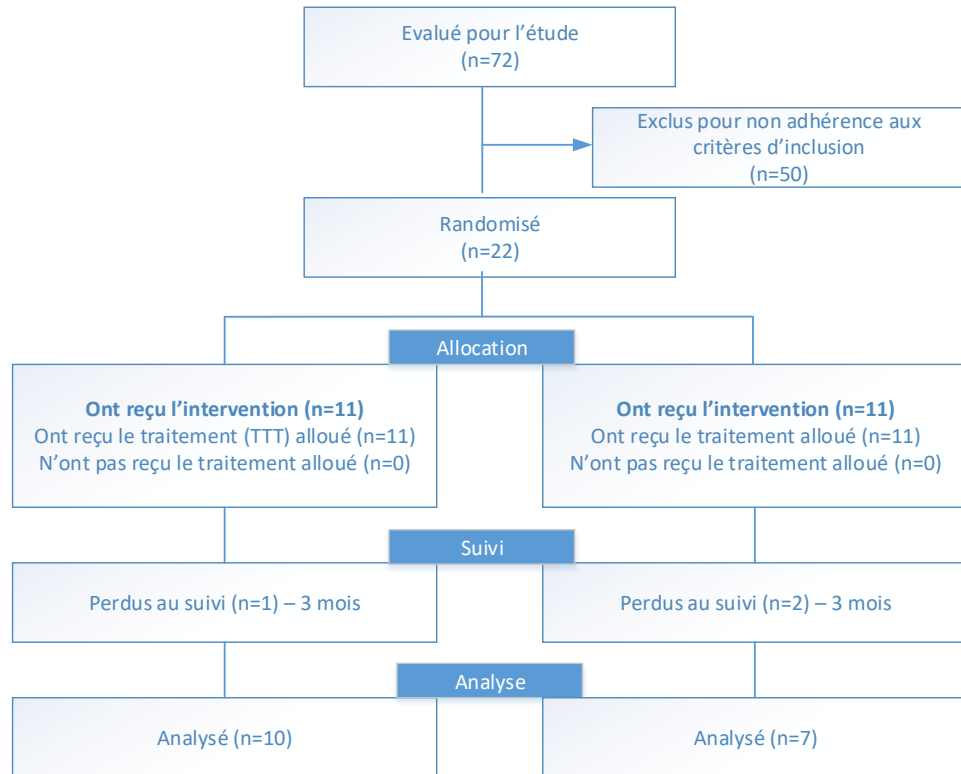 Evalué pour l’étude
(n=72)
Exclus pour non adhérence aux
critères d’inclusion
(n=50)
Randomisé
(n=22)
Allocation
Ont reçu l’intervention (n=11)
Ont reçu le traitement (TTT) alloué (n=11)
N’ont pas reçu le traitement alloué (n=0)
Ont reçu l’intervention (n=11)
Ont reçu le traitement alloué (n=11)
N’ont pas reçu le traitement alloué (n=0)
Suivi
Perdus au suivi (n=1) – 3 mois
Perdus au suivi (n=2) – 3 mois
Analyse
Analysé (n=10)
Analysé (n=7)